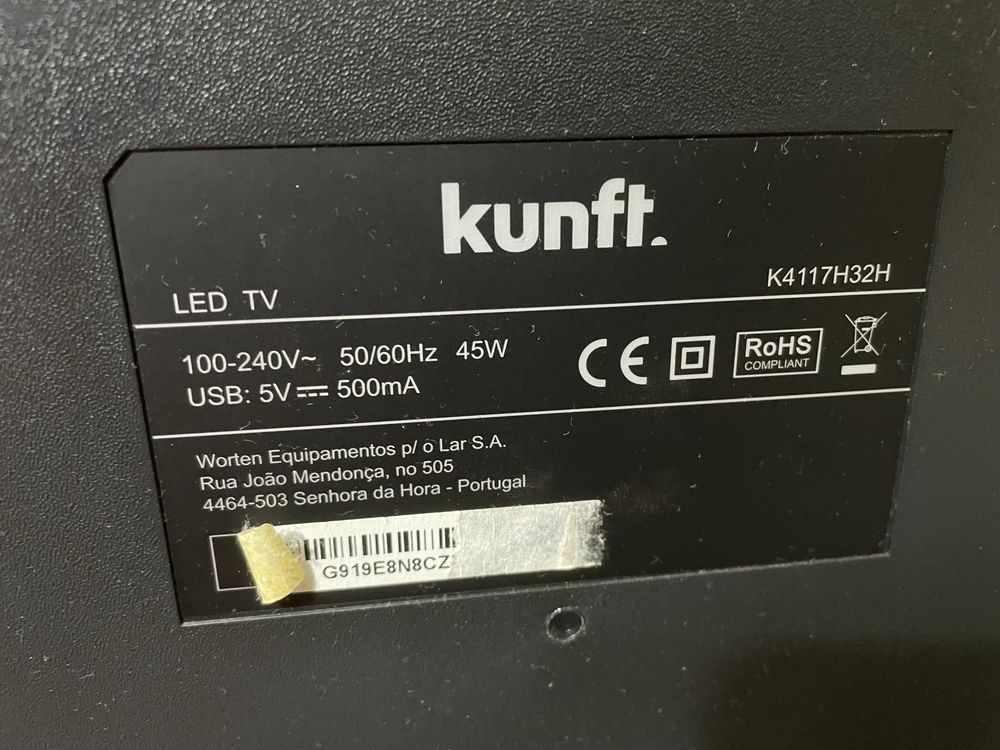 kunft.
K4117H32H
LED TV
100-240V~ 50/60Hz 45W
USB: 5V⎓500mA
CE
RoHS
COMPLIANT
Worten Equipamentos p/ o Lar S.A.
Rua João Mendonça, no 505
4464-503 Senhora da Hora - Portugal
G919E8N8CZ